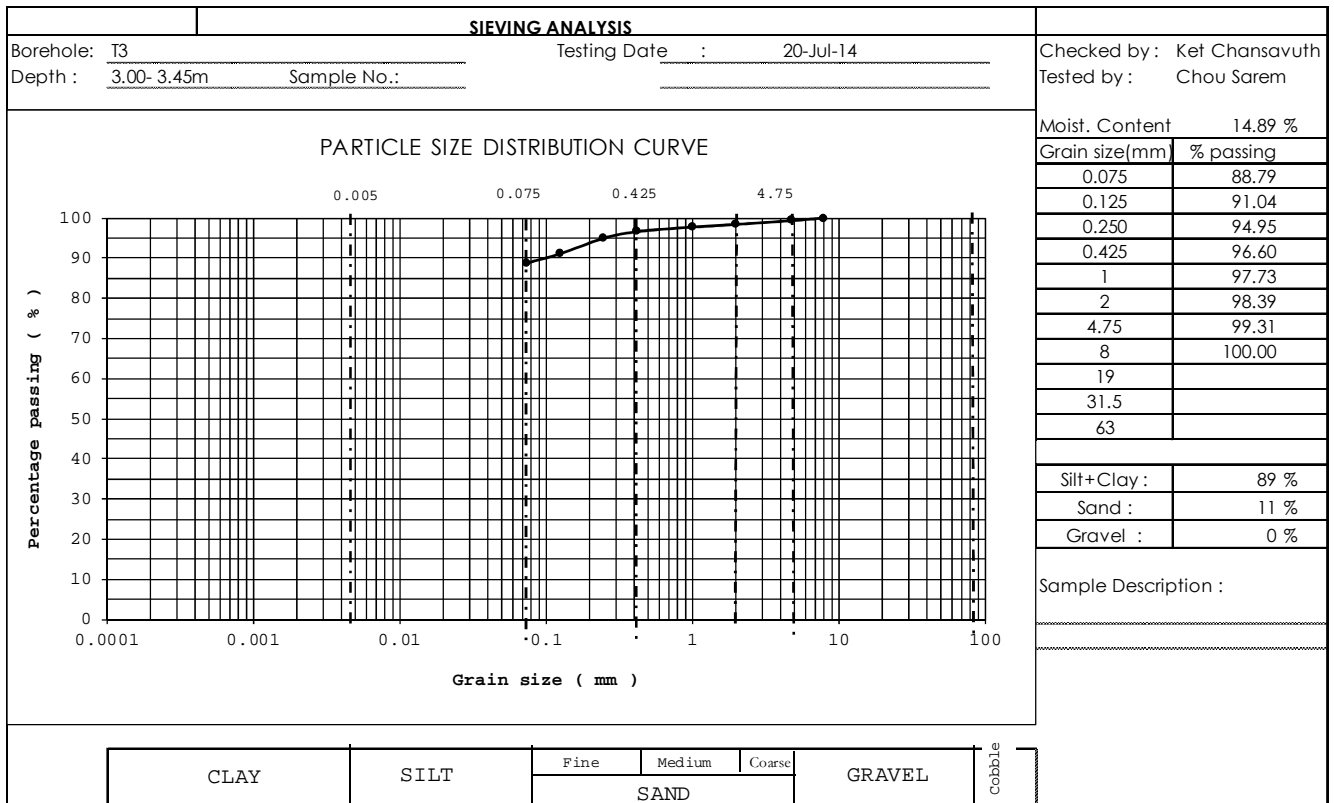 SIEVING ANALYSIS
Borehole: T3 Testing Date : 20-Jul-14
Depth : 3.00- 3.45m Sample No.:
Checked by : Ket Chansavuth
Tested by : Chou Sarem
Moist. Content 14.89 %
Grain size(mm) % passing
0.075 88.79
0.125 91.04
0.250 94.95
0.425 96.60
1 97.73
2 98.39
4.75 99.31
8 100.00
19
31.5
63
Silt+Clay : 89 %
Sand : 11 %
Gravel : 0 %
Sample Description :
PARTICLE SIZE DISTRIBUTION CURVE
0.005 0.075 0.425 4.75
100
90
80
70
60
50
40
30
20
10
0
Percentage passing ( % )
0.0001 0.001 0.01 0.1 1 10 100
Grain size ( mm )
CLAY SILT Fine Medium Coarse GRAVEL Cobble
SAND